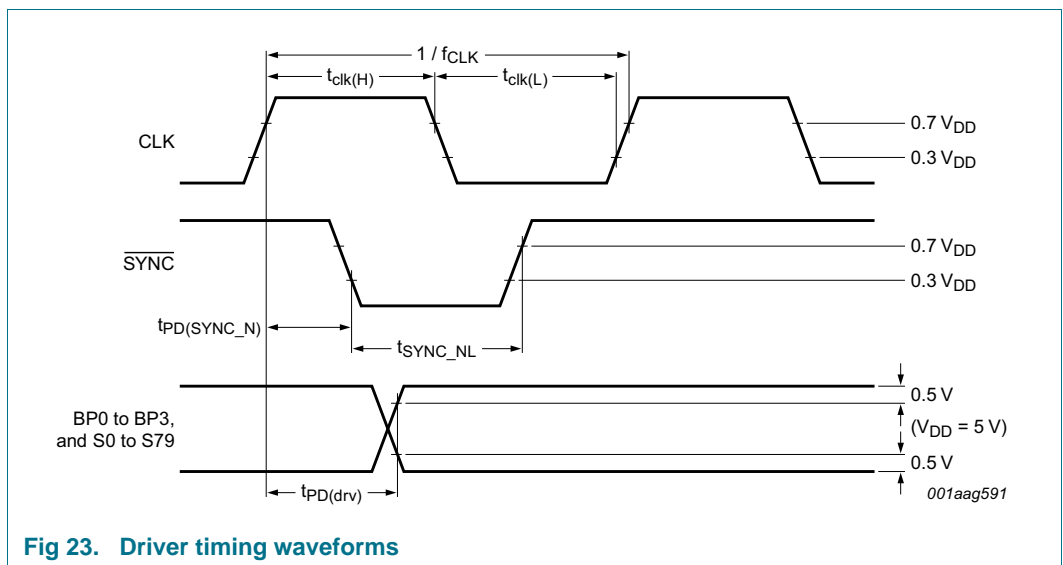 1 / fCLK
tclk(H)
tclk(L)
CLK
0.7 VDD
0.3 VDD
SYNC
0.7 VDD
0.3 VDD
tPD(SYNC_N)
tSYNC_NL
BP0 to BP3,
and S0 to S79
0.5 V
(VDD = 5 V)
0.5 V
tPD(drv)
001aag591
Fig 23. Driver timing waveforms